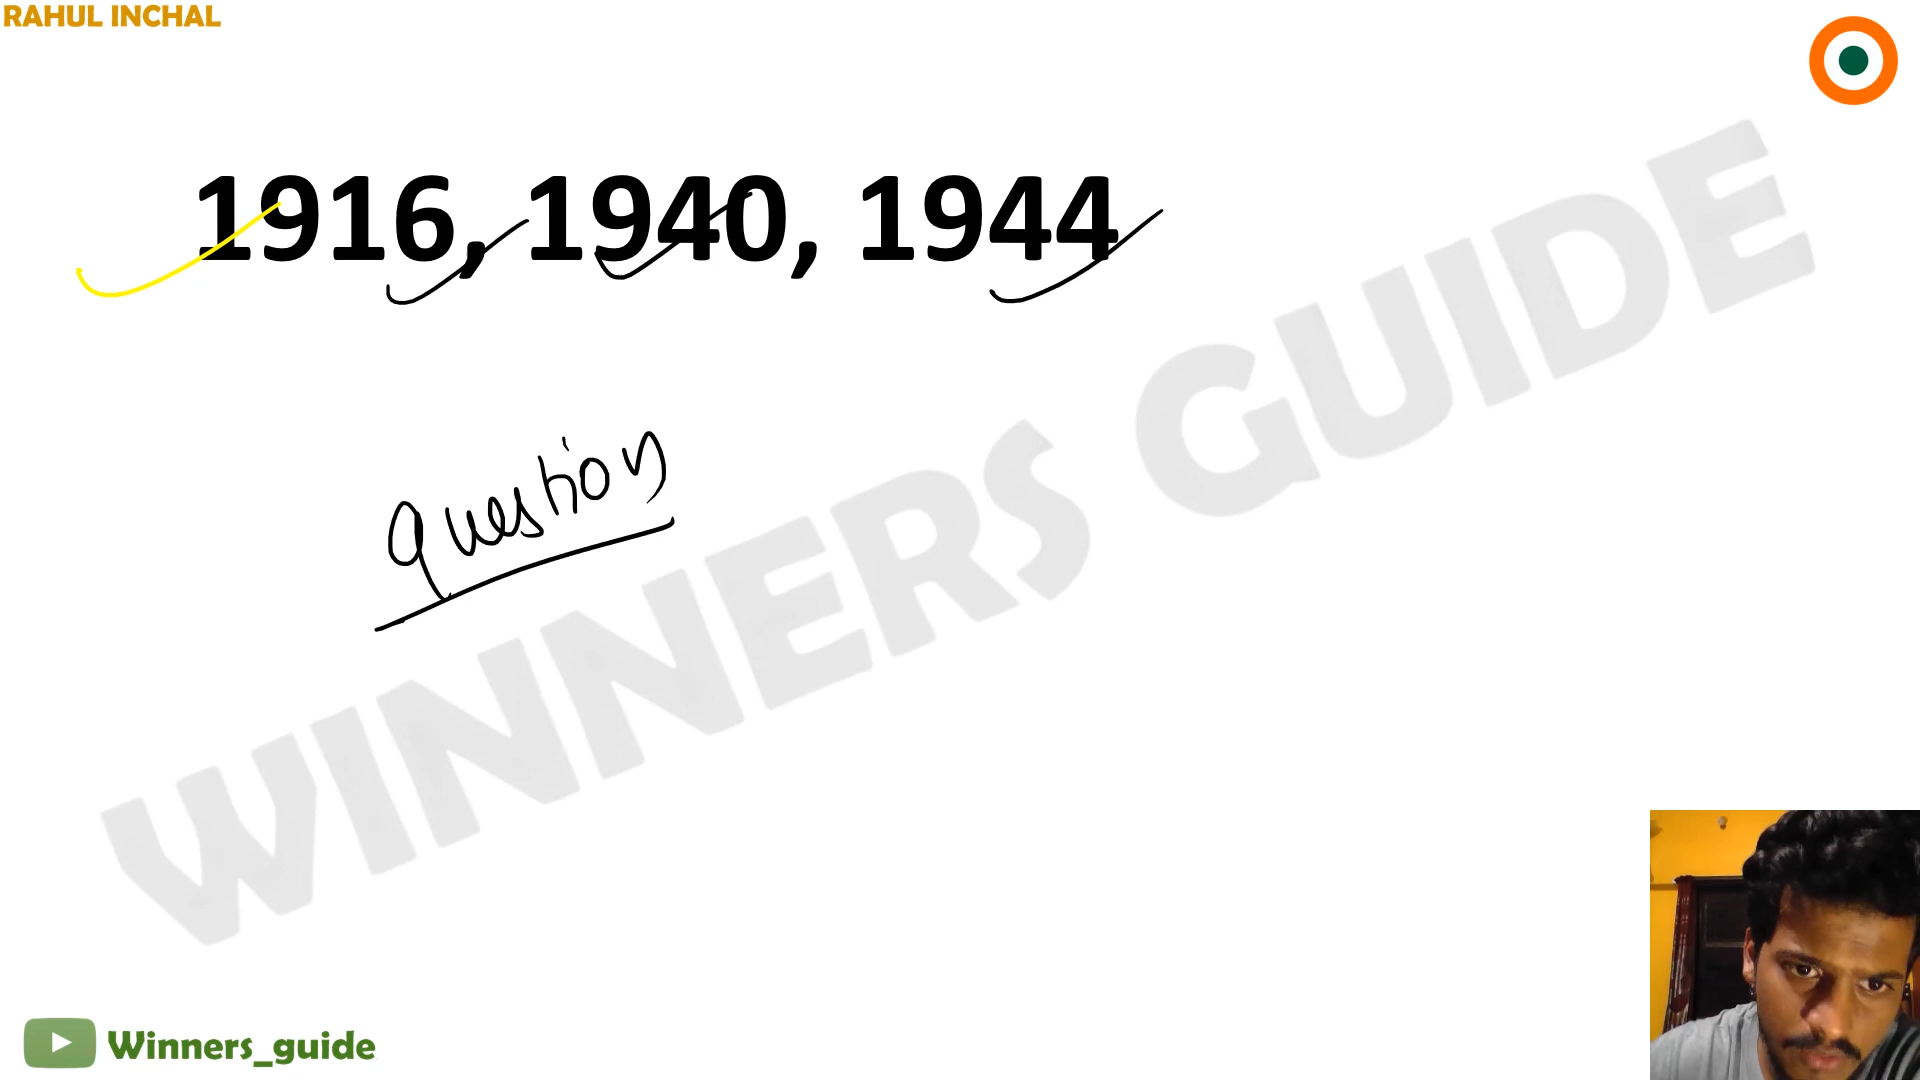 RAHUL INCHAL
1916, 1940, 1944
question
WINNERS GUIDE
Winners_guide